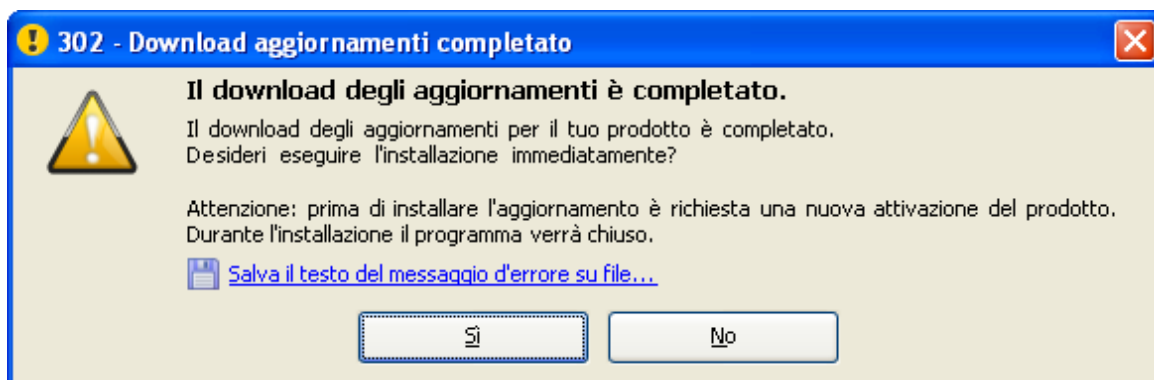 302 - Download aggiornamenti completato
Il download degli aggiornamenti è completato.
Il download degli aggiornamenti per il tuo prodotto è completato.
Desideri eseguire l'installazione immediatamente?
Attenzione: prima di installare l'aggiornamento è richiesta una nuova attivazione del prodotto.
Durante l'installazione il programma verrà chiuso.
Salva il testo del messaggio d'errore su file...
Sì
No